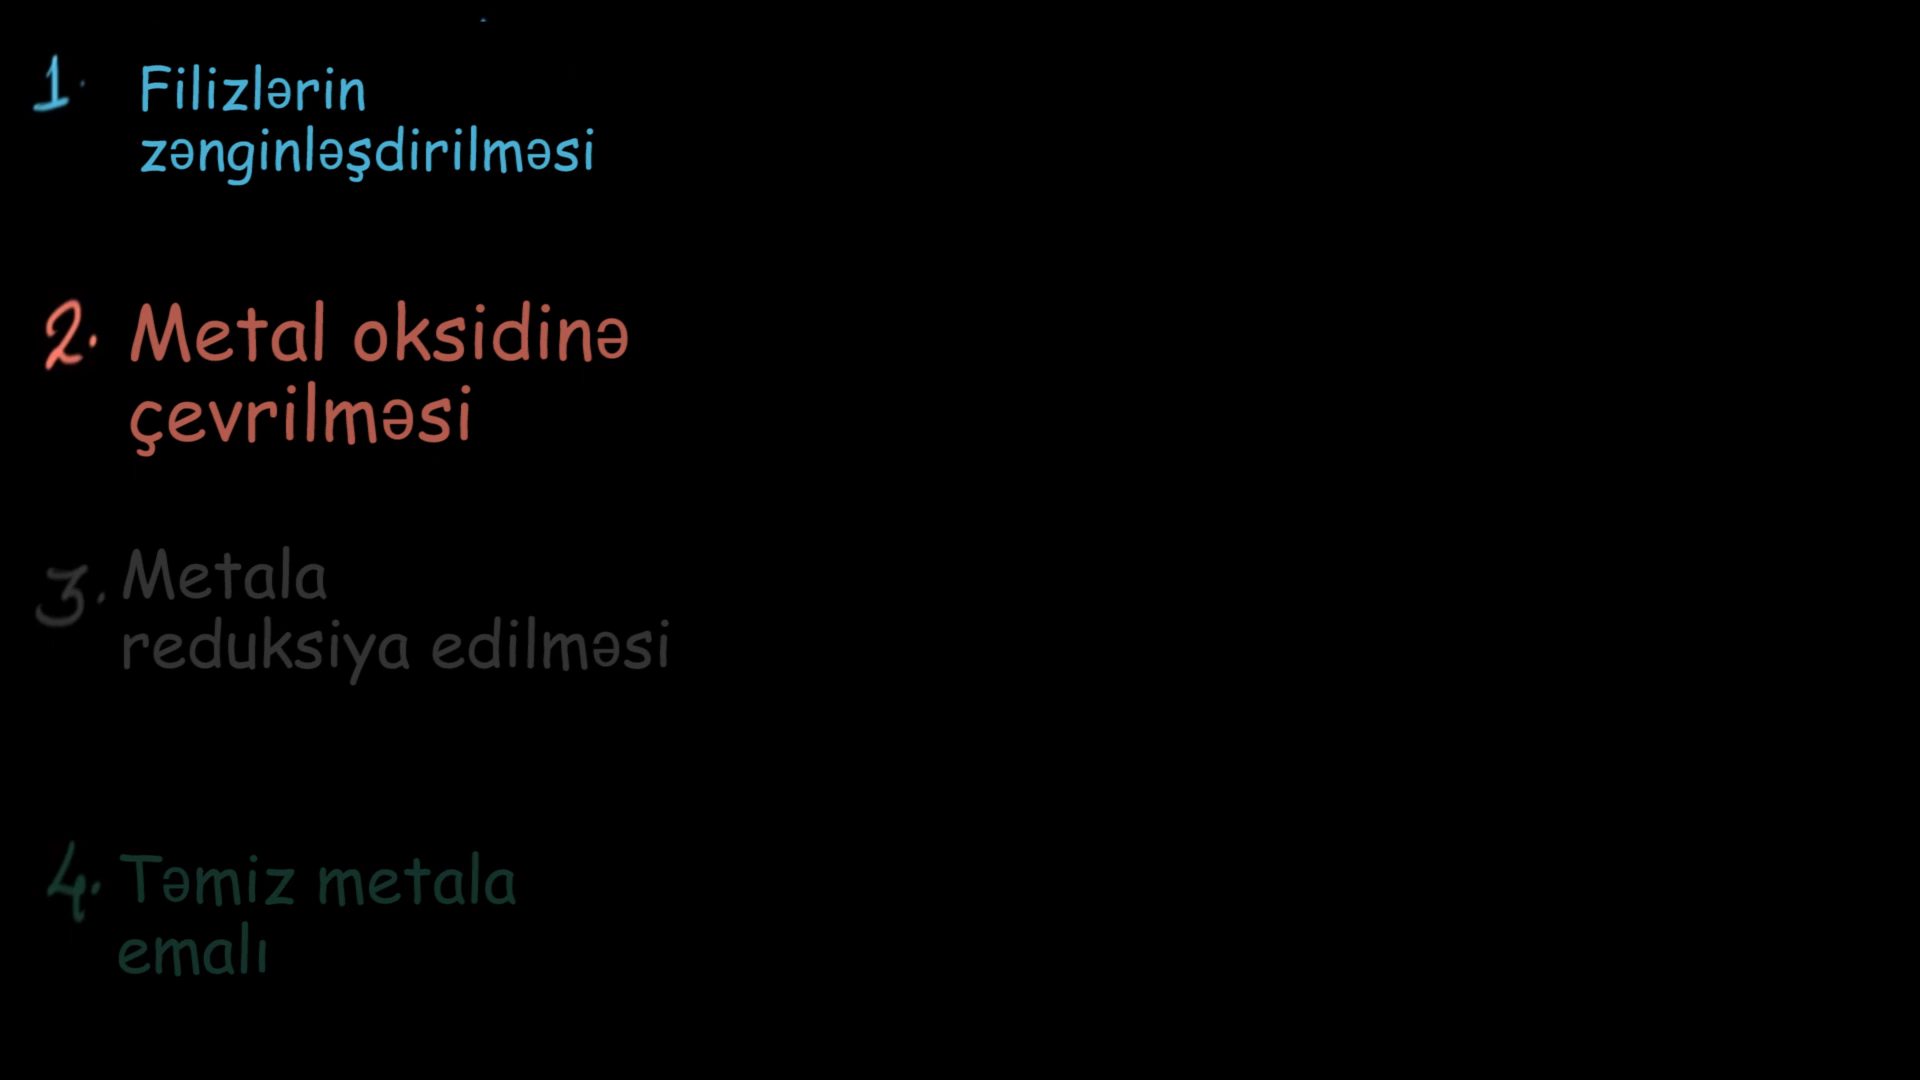 1. Filizlərin
zənginləşdirilməsi
2. Metal oksidinə
çevrilməsi
3. Metala
reduksiya edilməsi
4. Təmiz metala
emalı